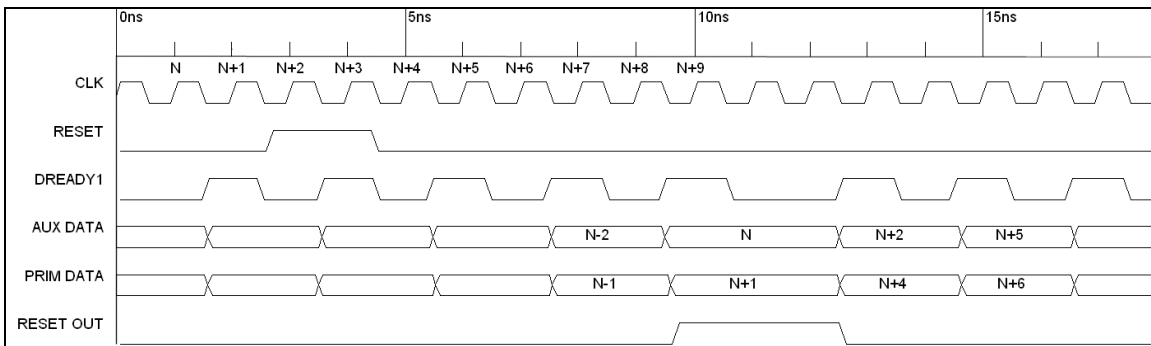 0ns 5ns 10ns 15ns
N N+1 N+2 N+3 N+4 N+5 N+6 N+7 N+8 N+9
CLK
RESET
DREADY1
AUX DATA N-2 N N+2 N+5
PRIM DATA N-1 N+1 N+4 N+6
RESET OUT